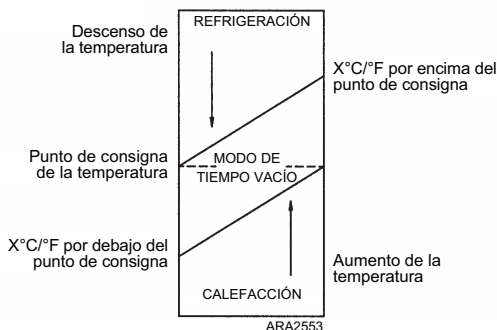 REFRIGERACIÓN
Descenso de
la temperatura
X°C/°F por encima del
punto de consigna
Punto de consigna
de la temperatura
MODO DE
TIEMPO VACÍO
X°C/°F por debajo del
punto de consigna
Aumento de la
temperatura
CALEFACCIÓN
ARA2553